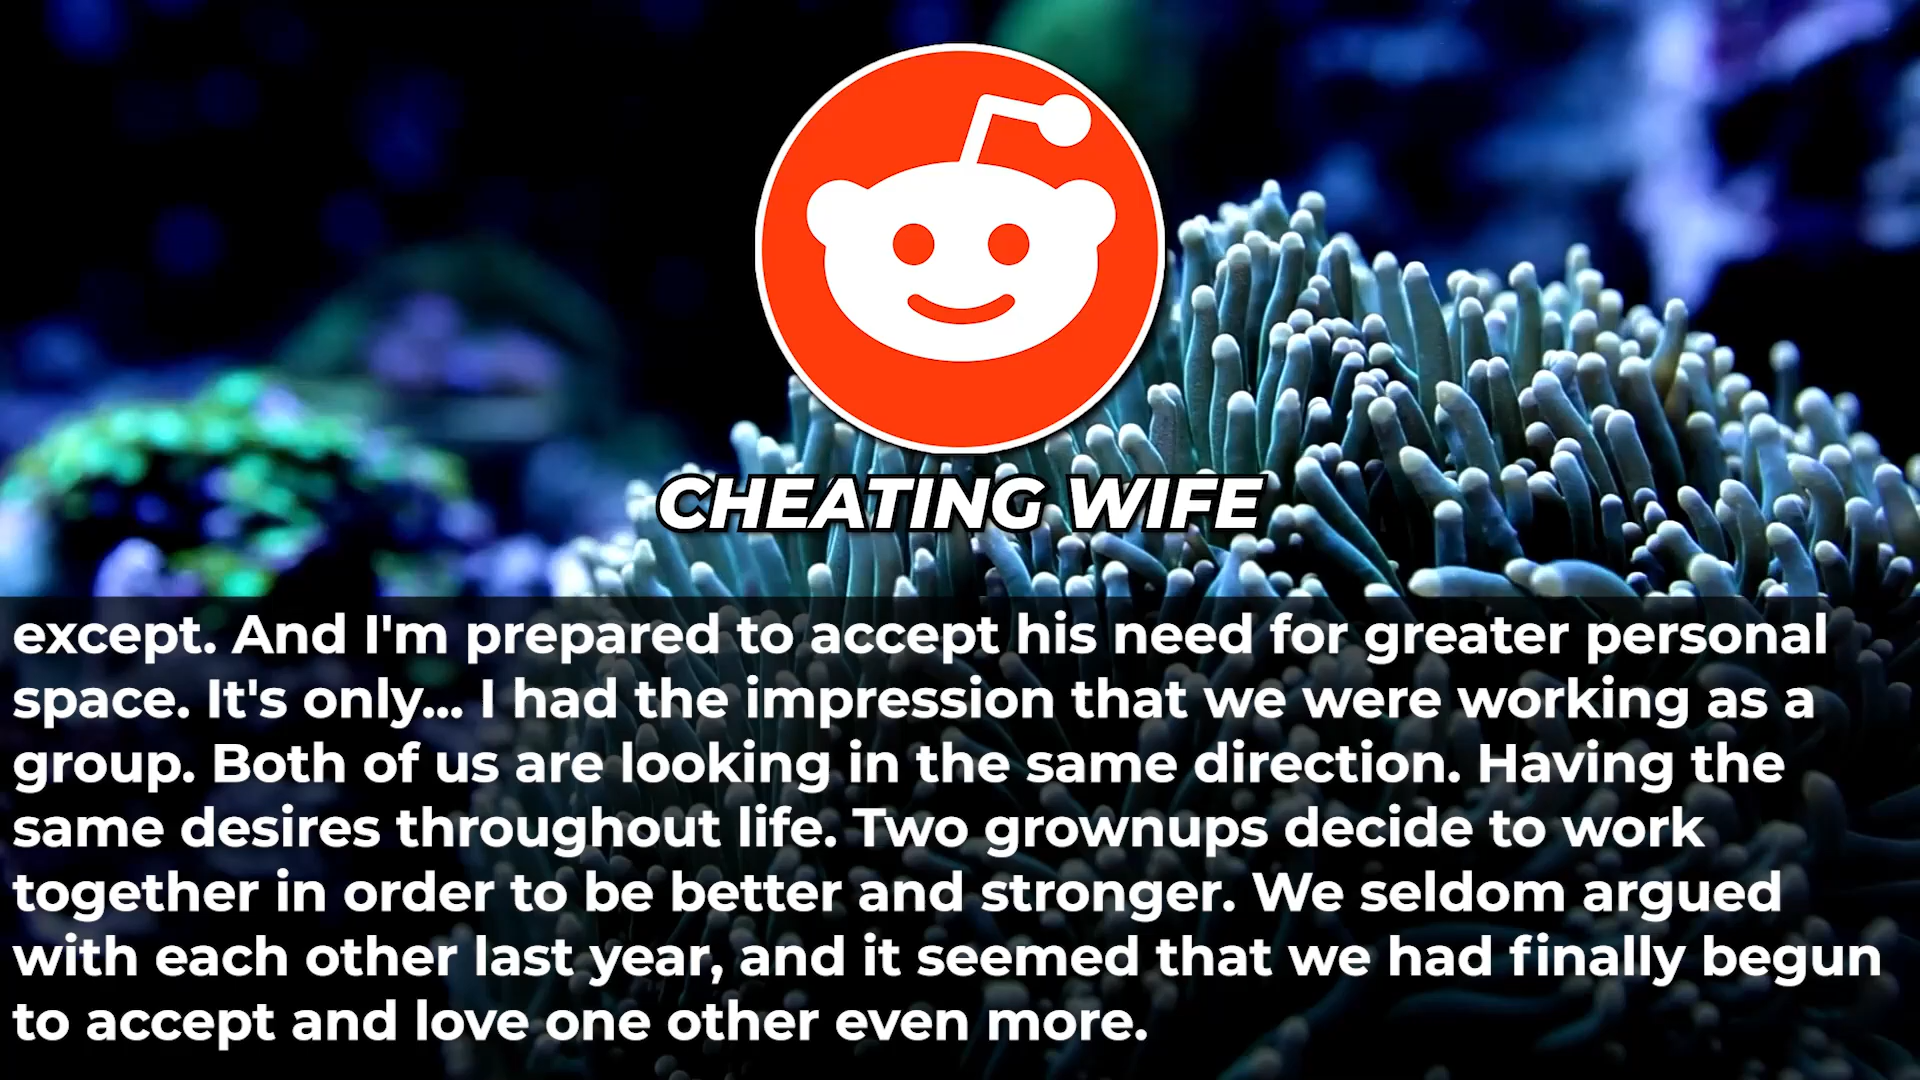 CHEATING WIFE
except. And I'm prepared to accept his need for greater personal
space. It's only... I had the impression that we were working as a
group. Both of us are looking in the same direction. Having the
same desires throughout life. Two grownups decide to work
together in order to be better and stronger. We seldom argued
with each other last year, and it seemed that we had finally begun
to accept and love one other even more.